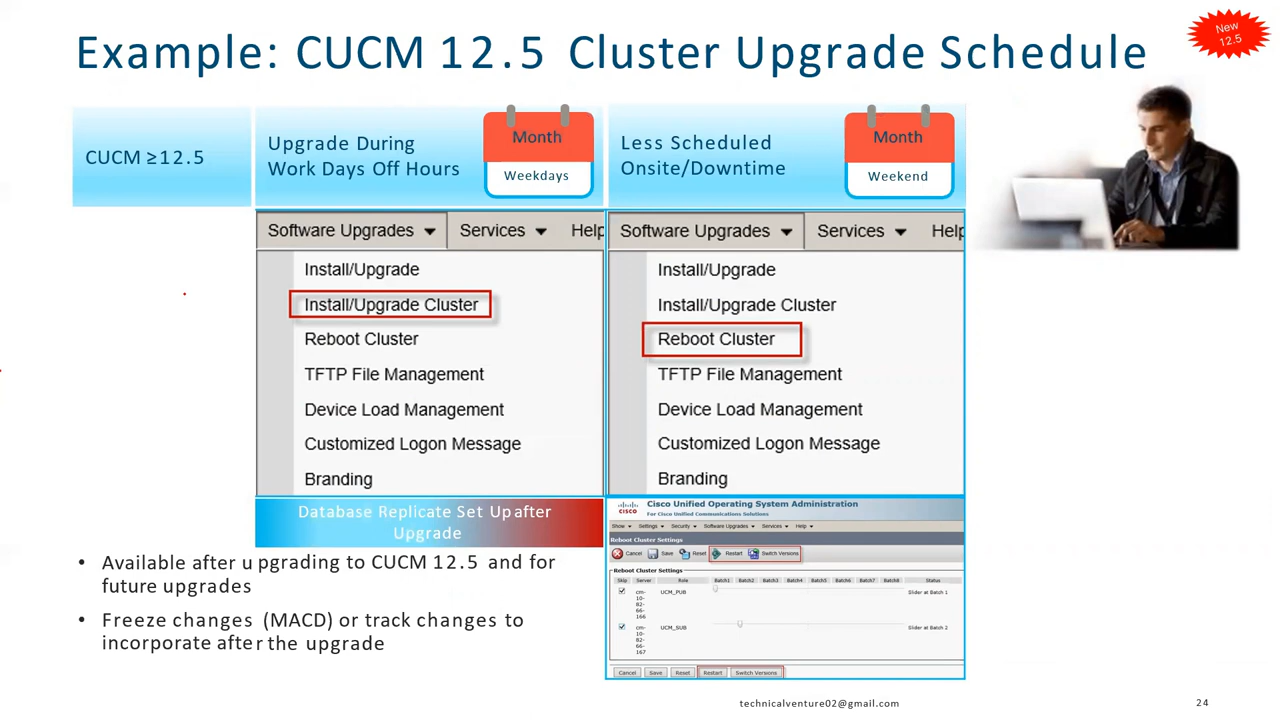 Example: CUCM 12.5 Cluster Upgrade Schedule
New
12.5
CUCM ≥12.5
Upgrade During
Work Days Off Hours
Month
Weekdays
Less Scheduled
Onsite/Downtime
Month
Weekend
Software Upgrades Services Help
Install/Upgrade
Install/Upgrade Cluster
Reboot Cluster
TFTP File Management
Device Load Management
Customized Logon Message
Branding
Software Upgrades Services Help
Install/Upgrade
Install/Upgrade Cluster
Reboot Cluster
TFTP File Management
Device Load Management
Customized Logon Message
Branding
Database Replicate Set Up after
Upgrade
• Available after u pgrading to CUCM 12.5 and for
future upgrades
• Freeze changes (MACD) or track changes to
incorporate after the upgrade
CISCO
Cisco Unified Operating System Administration
For Cisco Unified Communications Solutions
Show Settings Security Software Upgrades Services Help
Reboot Cluster Settings
Cancel Save Reset Restart Switch Versions
Reboot Cluster Settings
Skip Server Role Batch1 Batch2 Batch3 Batch4 Batch5 Batch6 Batch7 Batch8 Status
cm-10-82-66-166 UCM_PUB Slider at Batch 1
cm-10-82-66-167 UCM_SUB Slider at Batch 2
Cancel Save Reset Restart Switch Versions
technicalventure02@gmail.com
24